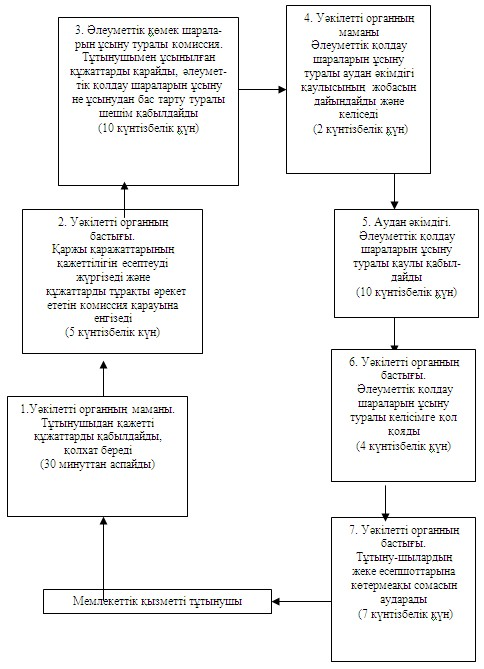 3. Әлеуметтік көмек шарала-
рын ұсыну туралы комиссия.
Тұтынушымен ұсынылған
құжаттарды қарайды, әлеумет-
тік қолдау шараларын ұсыну
не ұсынудан бас тарту туралы
шешім қабылдайды
(10 күнтізбелік күн)
4. Уәкілетті органнын
маманы
Әлеуметтік қолдау
шараларын ұсыну
туралы аудан әкімдігі
қаулысының жобасын
дайындайды және
келіседі
(2 күнтізбелік күн)
2. Уәкілетті органнын
бастығы.
Қаржы қаражаттарының
қажеттілігін есептеуді
жүргізеді және
құжаттарды тұрақты әрекет
ететін комиссия қарауына
енгізеді
(5 күнтізбелік күн)
5. Аудан әкімдігі.
Әлеуметтік қолдау
шараларын ұсыну
туралы қаулы қабыл-
дайды
(10 күнтізбелік күн)
6. Уәкілетті органнын
бастығы.
Әлеуметтік қолдау
шараларын ұсыну
туралы келісімге қол
қояды
(4 күнтізбелік күн)
1.Уәкілетті органнын маманы.
Тұтынушыдан қажетті
құжаттарды қабылдайды,
қолхат береді
(30 минуттан аспайды)
7. Уәкілетті органнын
бастығы.
Тұтыну-шылардың
жеке есепшоттарына
көтермеақы сомасын
аударады
(7 күнтізбелік күн)
Мемлекеттік қызметті тұтынушы